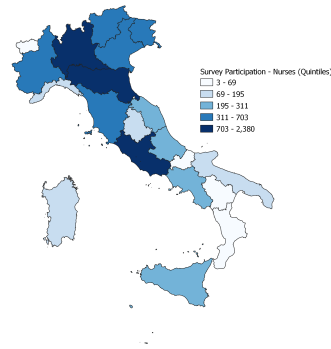 Survey Participation - Nurses (Quintiles)
3 - 69
69 - 195
195 - 311
311 - 703
703 - 2,380